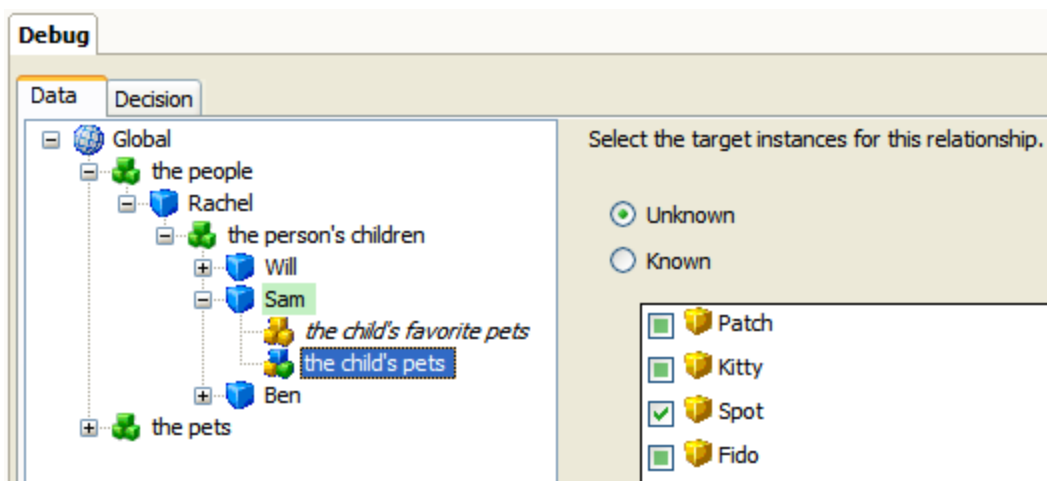 Debug
Data Decision
Global
the people
Rachel
the person's children
Will
Sam
the child's favorite pets
the child's pets
Ben
the pets
Select the target instances for this relationship.
Unknown
Known
Patch
Kitty
Spot
Fido